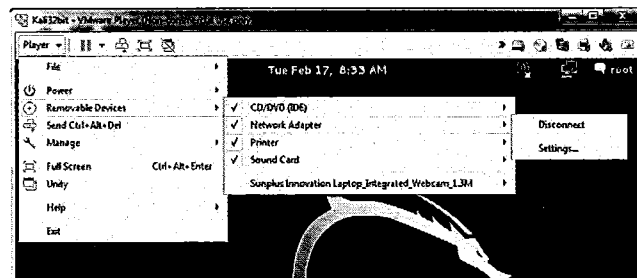 Kali32bit - VMware Player
Player
Tue Feb 17, 8:33 AM
root
File
Power
Removable Devices
Send Ctrl+Alt+Del
Manage
Full Screen Ctrl+Alt+Enter
Unity
Help
Exit
CD/DVD (IDE)
Network Adapter
Printer
Sound Card
Sunplus Innovation Laptop_Integrated_Webcam_1.3M
Disconnect
Settings...